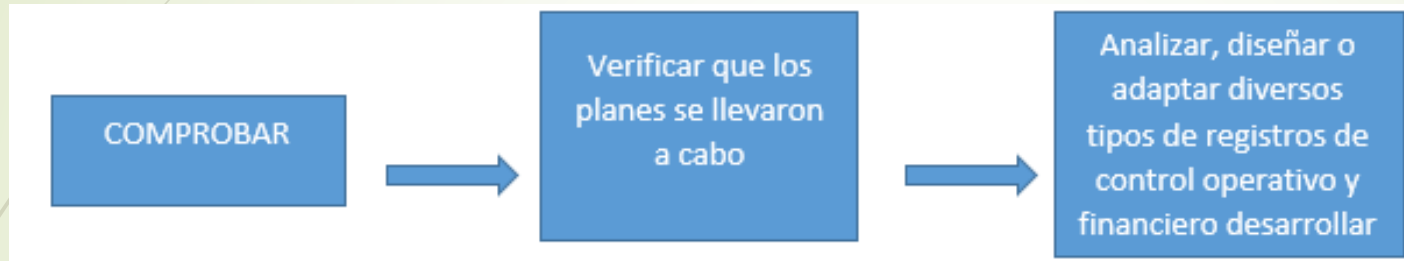 COMPROBAR
Verificar que los
planes se llevaron
a cabo
Analizar, diseñar o
adaptar diversos
tipos de registros de
control operativo y
financiero desarrollar